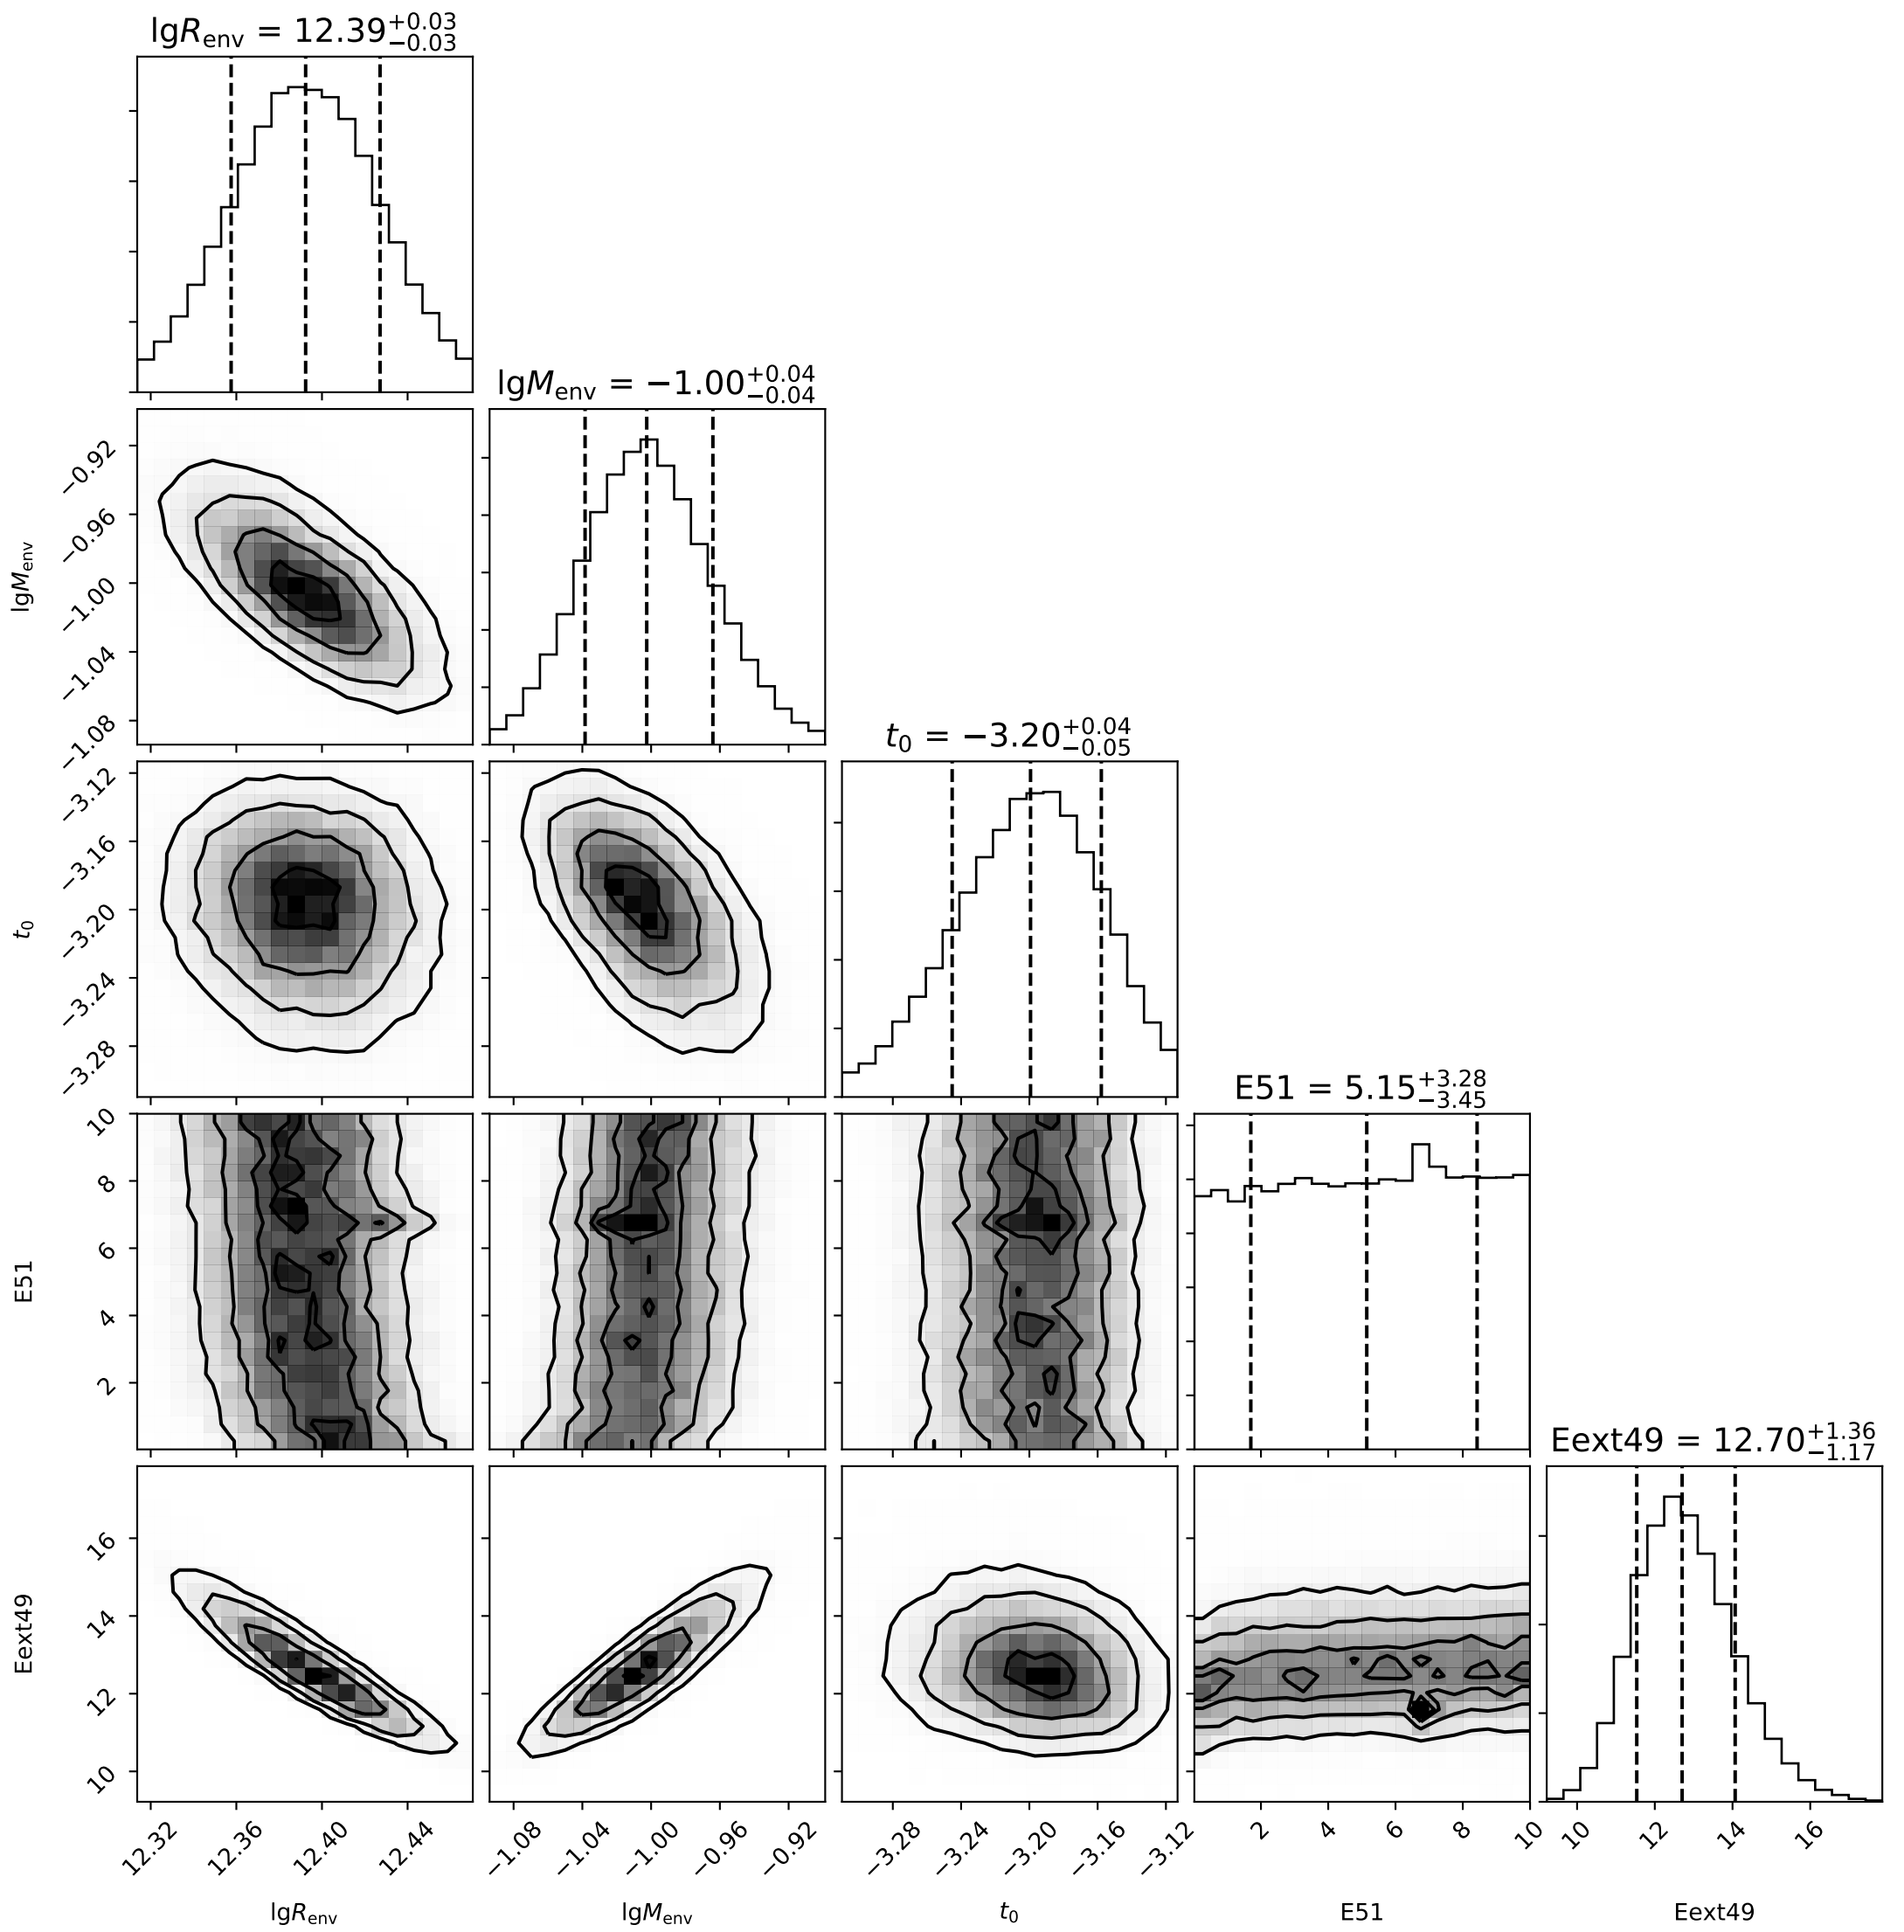 lgR_env = 12.39^{+0.03}_{−0.03}
lgM_env = −1.00^{+0.04}_{−0.04}
t_0 = −3.20^{+0.04}_{−0.05}
E51 = 5.15^{+3.28}_{−3.45}
Eext49 = 12.70^{+1.36}_{−1.17}
lgM_env
−0.92
−0.96
−1.00
−1.04
−1.08
t_0
−3.12
−3.16
−3.20
−3.24
−3.28
E51
10
8
6
4
2
Eext49
16
14
12
10
12.32 12.36 12.40 12.44
−1.08 −1.04 −1.00 −0.96 −0.92
−3.28 −3.24 −3.20 −3.16 −3.12
2 4 6 8 10
10 12 14 16
lgR_env lgM_env t_0 E51 Eext49